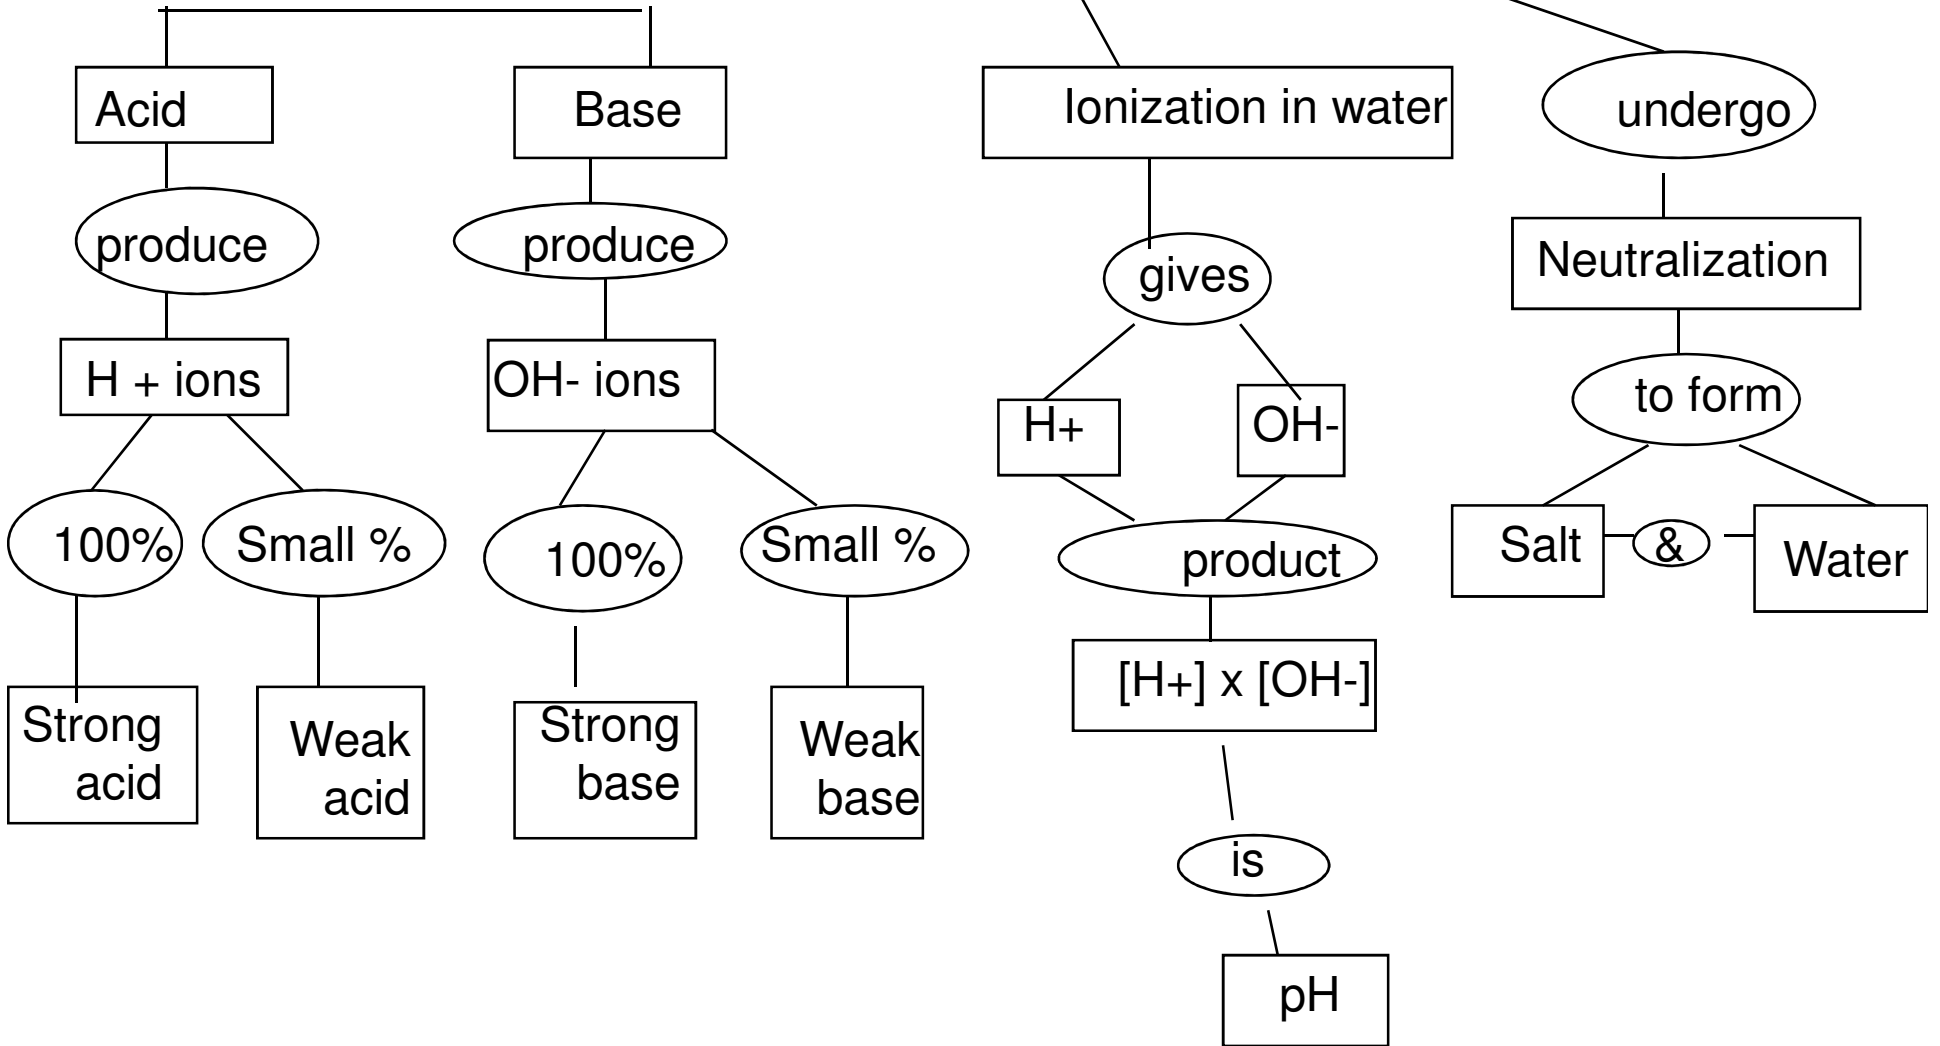 Acid
Base
Ionization in water
undergo
produce
produce
gives
Neutralization
H + ions
OH- ions
H+
OH-
to form
100%
Small %
100%
Small %
product
Salt
&
Water
[H+] x [OH-]
Strong
acid
Weak
acid
Strong
base
Weak
base
is
pH